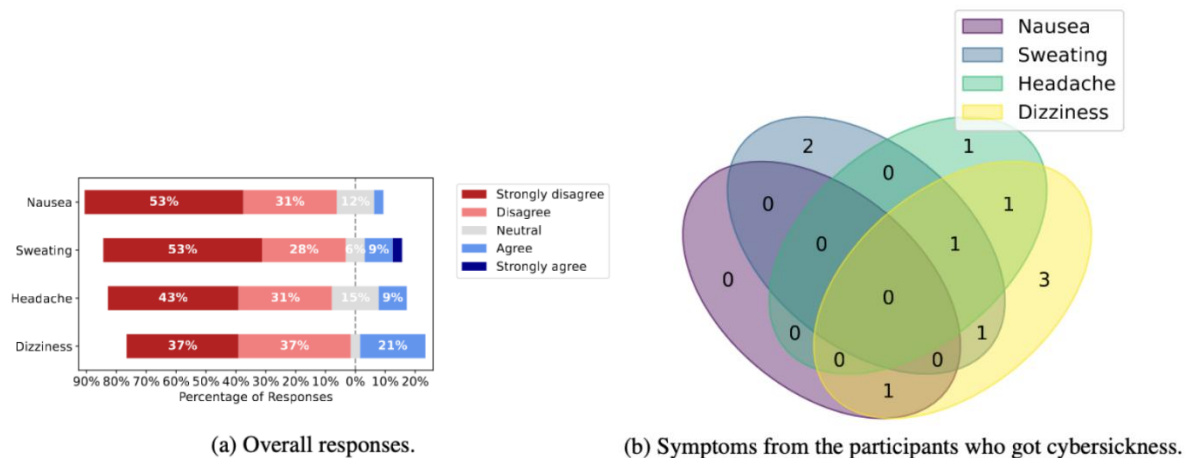 Nausea
Sweating
Headache
Dizziness
53% 31% 12%
53% 28% 6% 9%
43% 31% 15% 9%
37% 37% 21%
90% 80% 70% 60% 50% 40% 30% 20% 10% 0% 10% 20%
Percentage of Responses
Strongly disagree
Disagree
Neutral
Agree
Strongly agree
(a) Overall responses.
Nausea
Sweating
Headache
Dizziness
2
1
0
0
1
1
0
1
0
3
0
0
1
0
0
1
(b) Symptoms from the participants who got cybersickness.